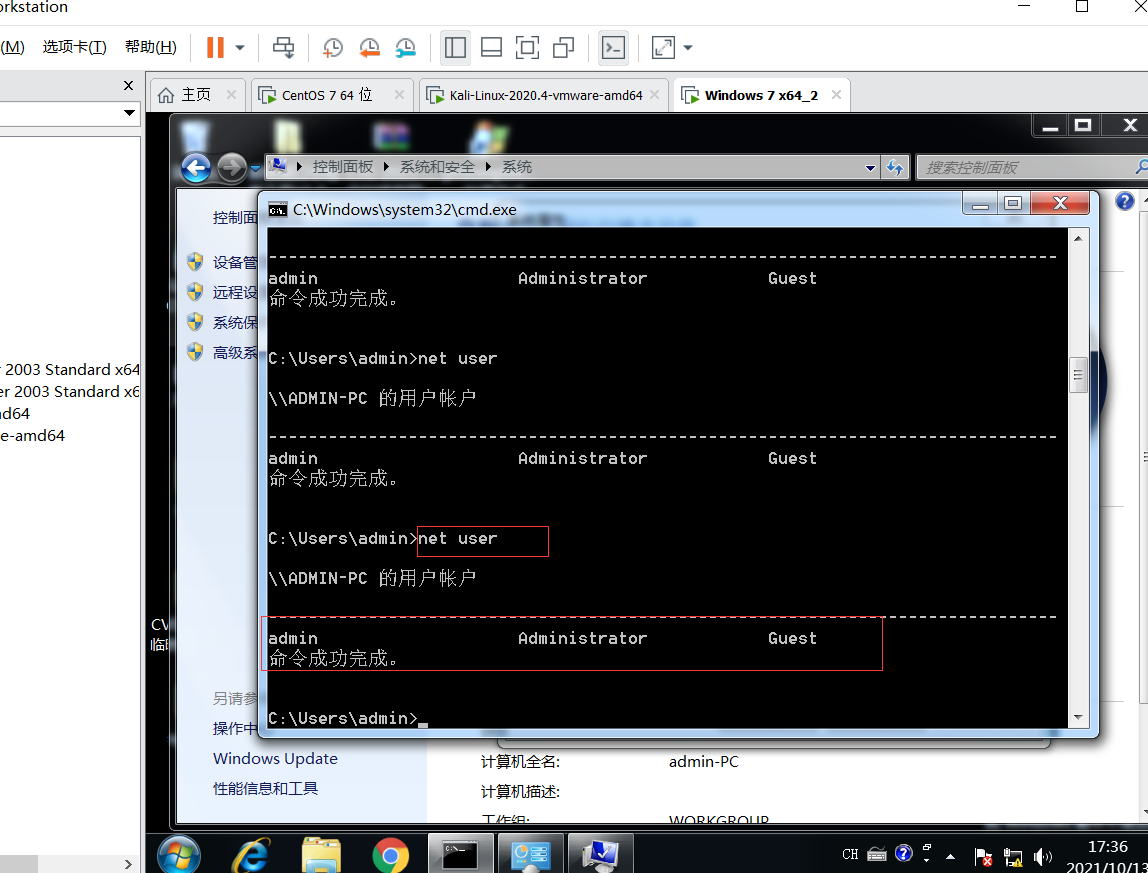 orkstation
(M) 选项卡(T) 帮助(H)
主页 CentOS 7 64 位 Kali-Linux-2020.4-vmware-amd64 Windows 7 x64_2
控制面板 系统和安全 系统 搜索控制面板
C:\Windows\system32\cmd.exe
控制面
设备管
远程设
系统保
高级系
r 2003 Standard x64
er 2003 Standard x6
nd64
e-amd64
--------------------------------------------------------------------------------
admin Administrator Guest
命令成功完成。
C:\Users\admin>net user
\\ADMIN-PC 的用户帐户
--------------------------------------------------------------------------------
admin Administrator Guest
命令成功完成。
C:\Users\admin>net user
\\ADMIN-PC 的用户帐户
--------------------------------------------------------------------------------
admin Administrator Guest
命令成功完成。
C:\Users\admin>_
CV
临
另请参
操作中
Windows Update
性能信息和工具
计算机全名: admin-PC
计算机描述:
工作组: WORKGROUP
CH 17:36
2021/10/13